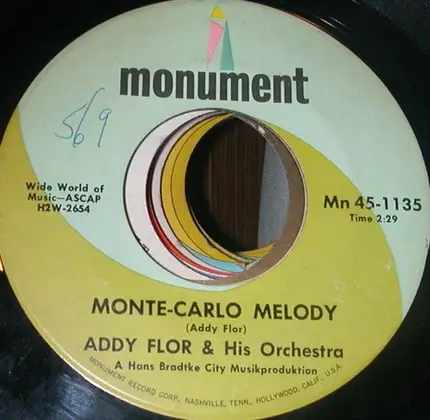 monument
569
Wide World of
Music—ASCAP
H2W-2654
Mn 45-1135
Time 2:29
MONTE-CARLO MELODY
(Addy Flor)
ADDY FLOR & His Orchestra
A Hans Bradtke City Musikproduktion
MONUMENT RECORD CORP., NASHVILLE, TENN., HOLLYWOOD, CALIF., U.S.A.